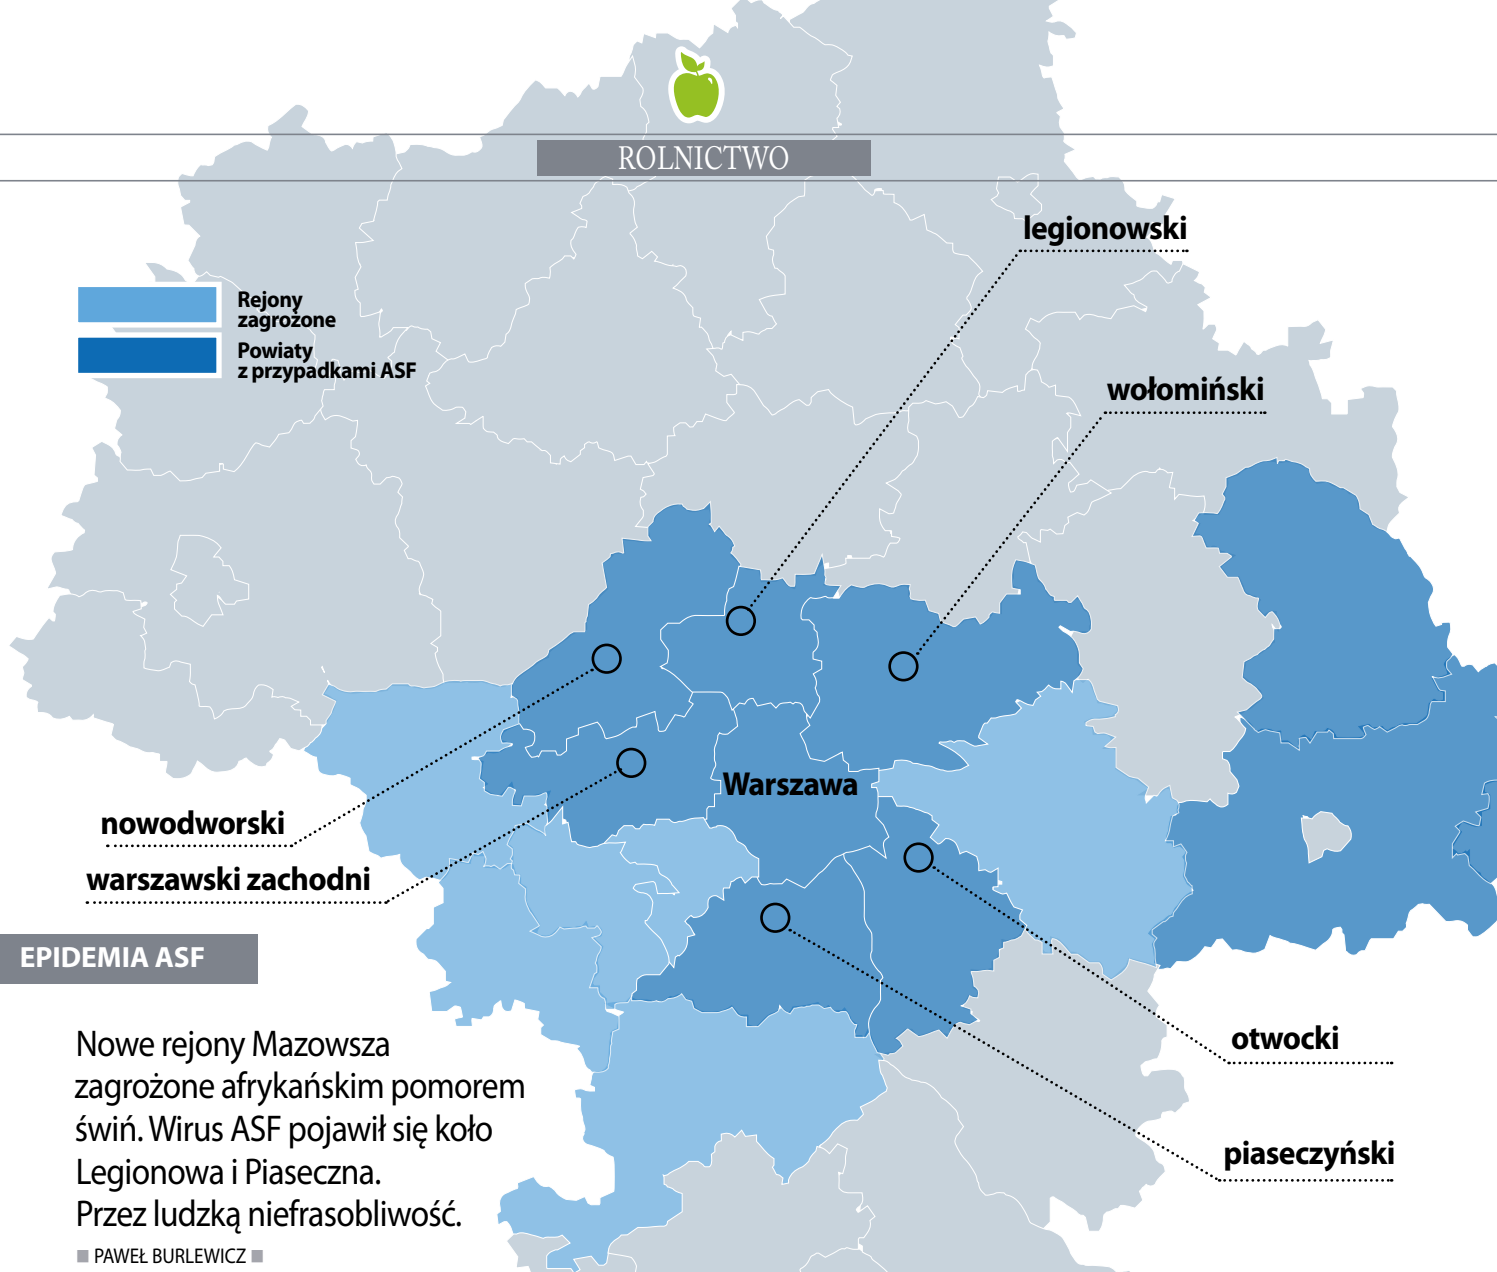 ROLNICTWO
legionowski
Rejony
zagrożone
Powiaty
z przypadkami ASF
wołomiński
Warszawa
nowodworski
warszawski zachodni
EPIDEMIA ASF
otwocki
piaseczyński
Nowe rejony Mazowsza
zagrożone afrykańskim pomorem
świń. Wirus ASF pojawił się koło
Legionowa i Piaseczna.
Przez ludzką niefrasobliwość.
■ PAWEŁ BURLEWICZ ■